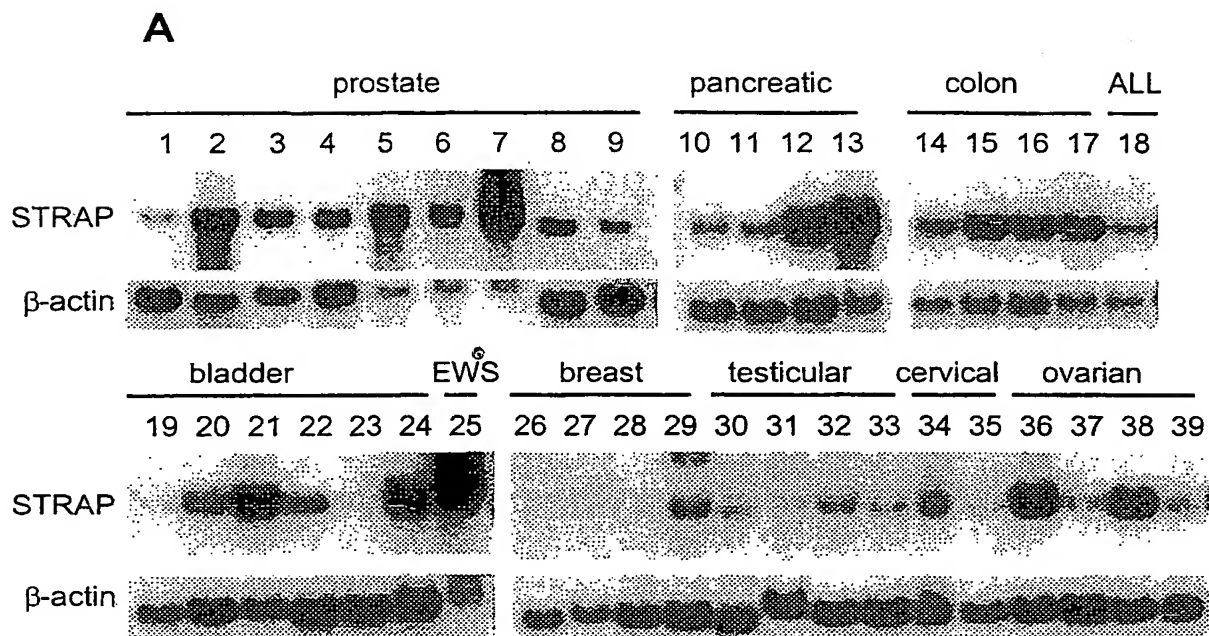 A
prostate pancreatic colon ALL
1 2 3 4 5 6 7 8 9 10 11 12 13 14 15 16 17 18
STRAP
β-actin
bladder EWS breast testicular cervical ovarian
19 20 21 22 23 24 25 26 27 28 29 30 31 32 33 34 35 36 37 38 39
STRAP
β-actin